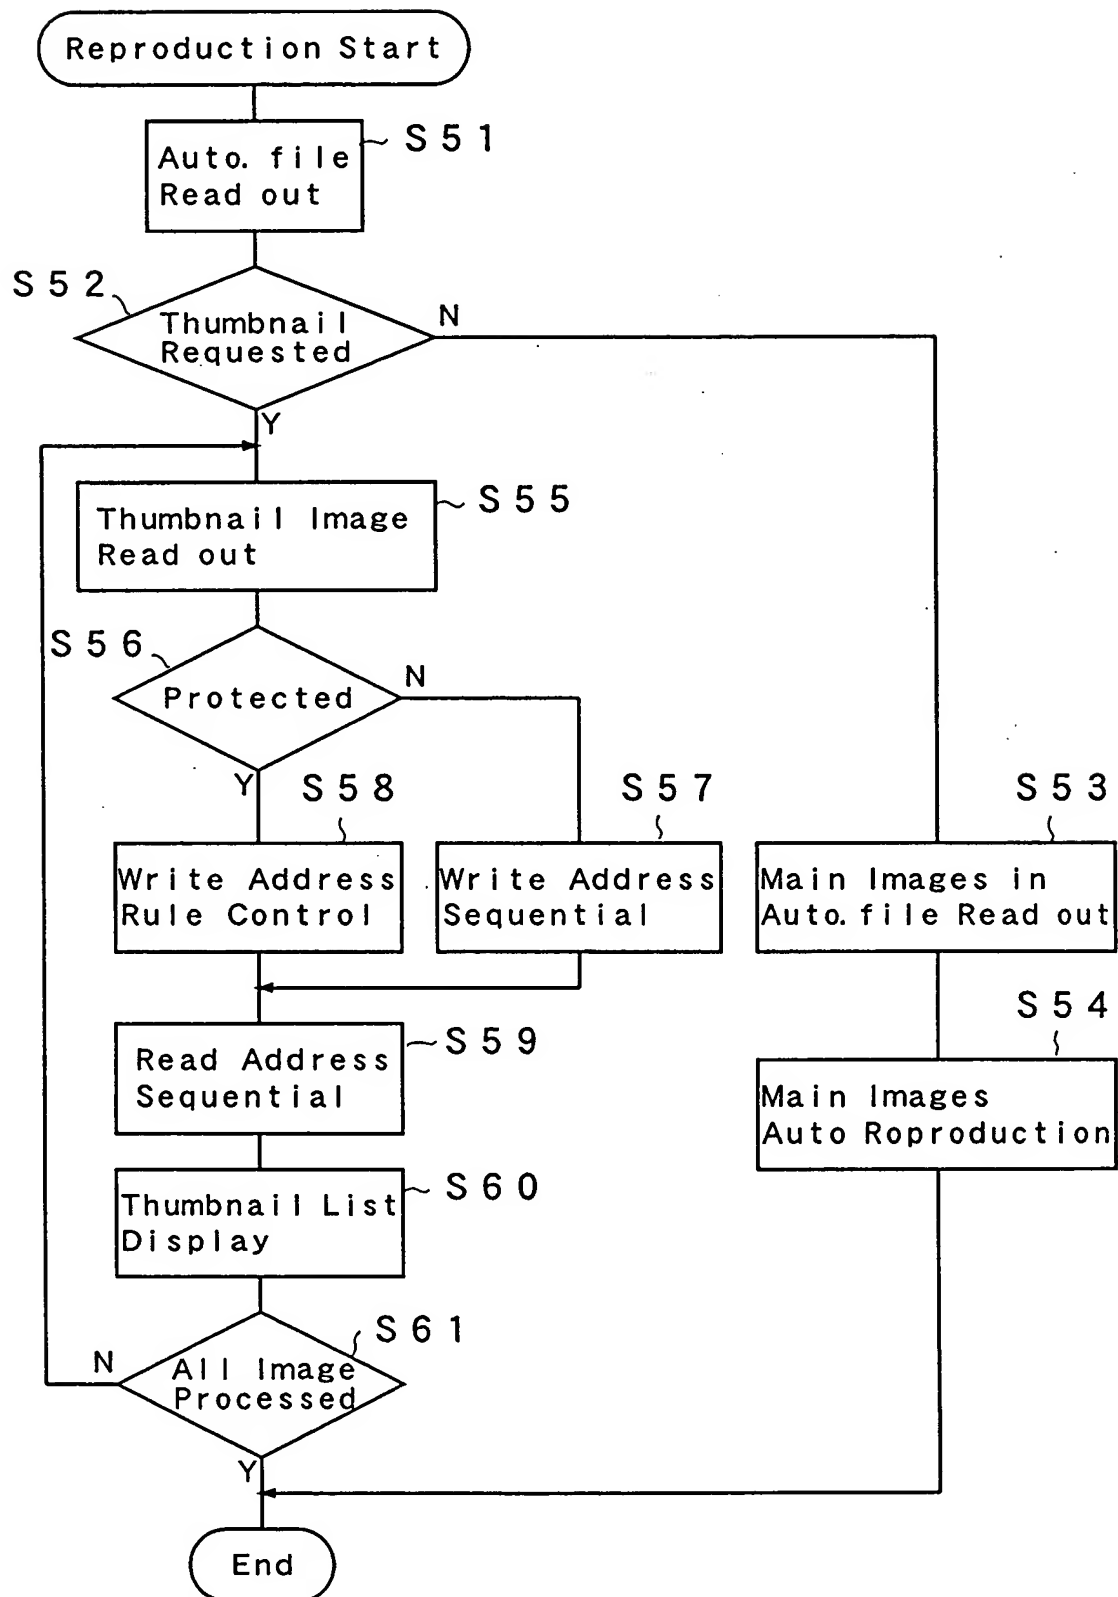 Reproduction Start
S51
Auto. file
Read out
S52
Thumbnail
Requested
N
Y
S55
Thumbnail Image
Read out
S56
Protected
N
Y
S58
Write Address
Rule Control
S57
Write Address
Sequential
S53
Main Images in
Auto. file Read out
S59
Read Address
Sequential
S54
Main Images
Auto Roproduction
S60
Thumbnail List
Display
S61
All Image
Processed
N
Y
End